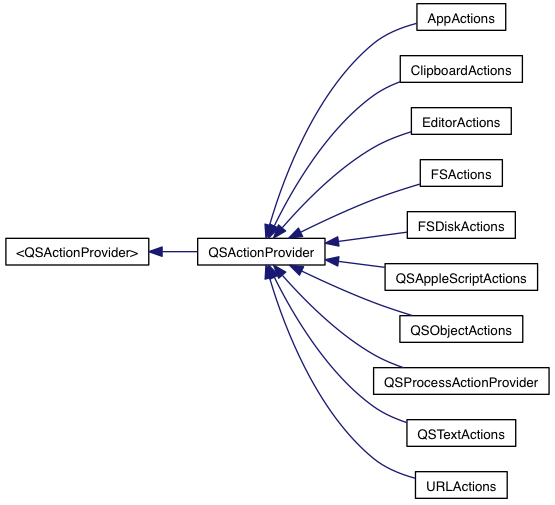 AppActions
ClipboardActions
EditorActions
FSActions
FSDiskActions
<QSActionProvider>
QSActionProvider
QSAppleScriptActions
QSObjectActions
QSProcessActionProvider
QSTextActions
URLActions